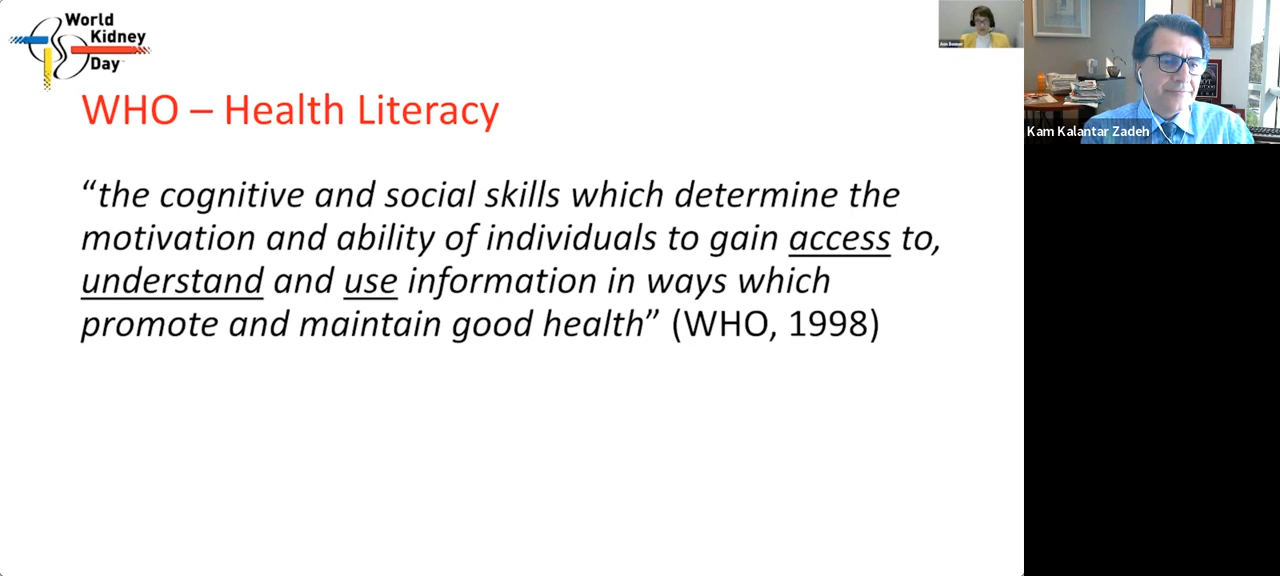 World
Kidney
Day
WHO – Health Literacy
“the cognitive and social skills which determine the
motivation and ability of individuals to gain access to,
understand and use information in ways which
promote and maintain good health” (WHO, 1998)
Kam Kalantar Zadeh